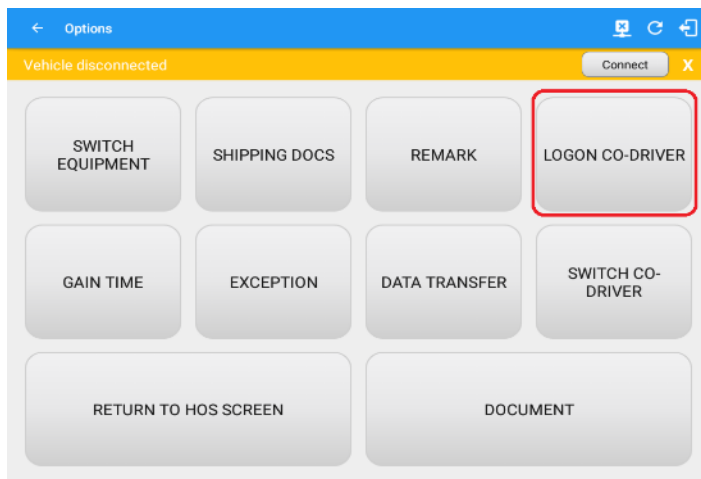 Options
Vehicle disconnected
Connect
X
SWITCH
EQUIPMENT
SHIPPING DOCS
REMARK
LOGON CO-DRIVER
GAIN TIME
EXCEPTION
DATA TRANSFER
SWITCH CO-
DRIVER
RETURN TO HOS SCREEN
DOCUMENT